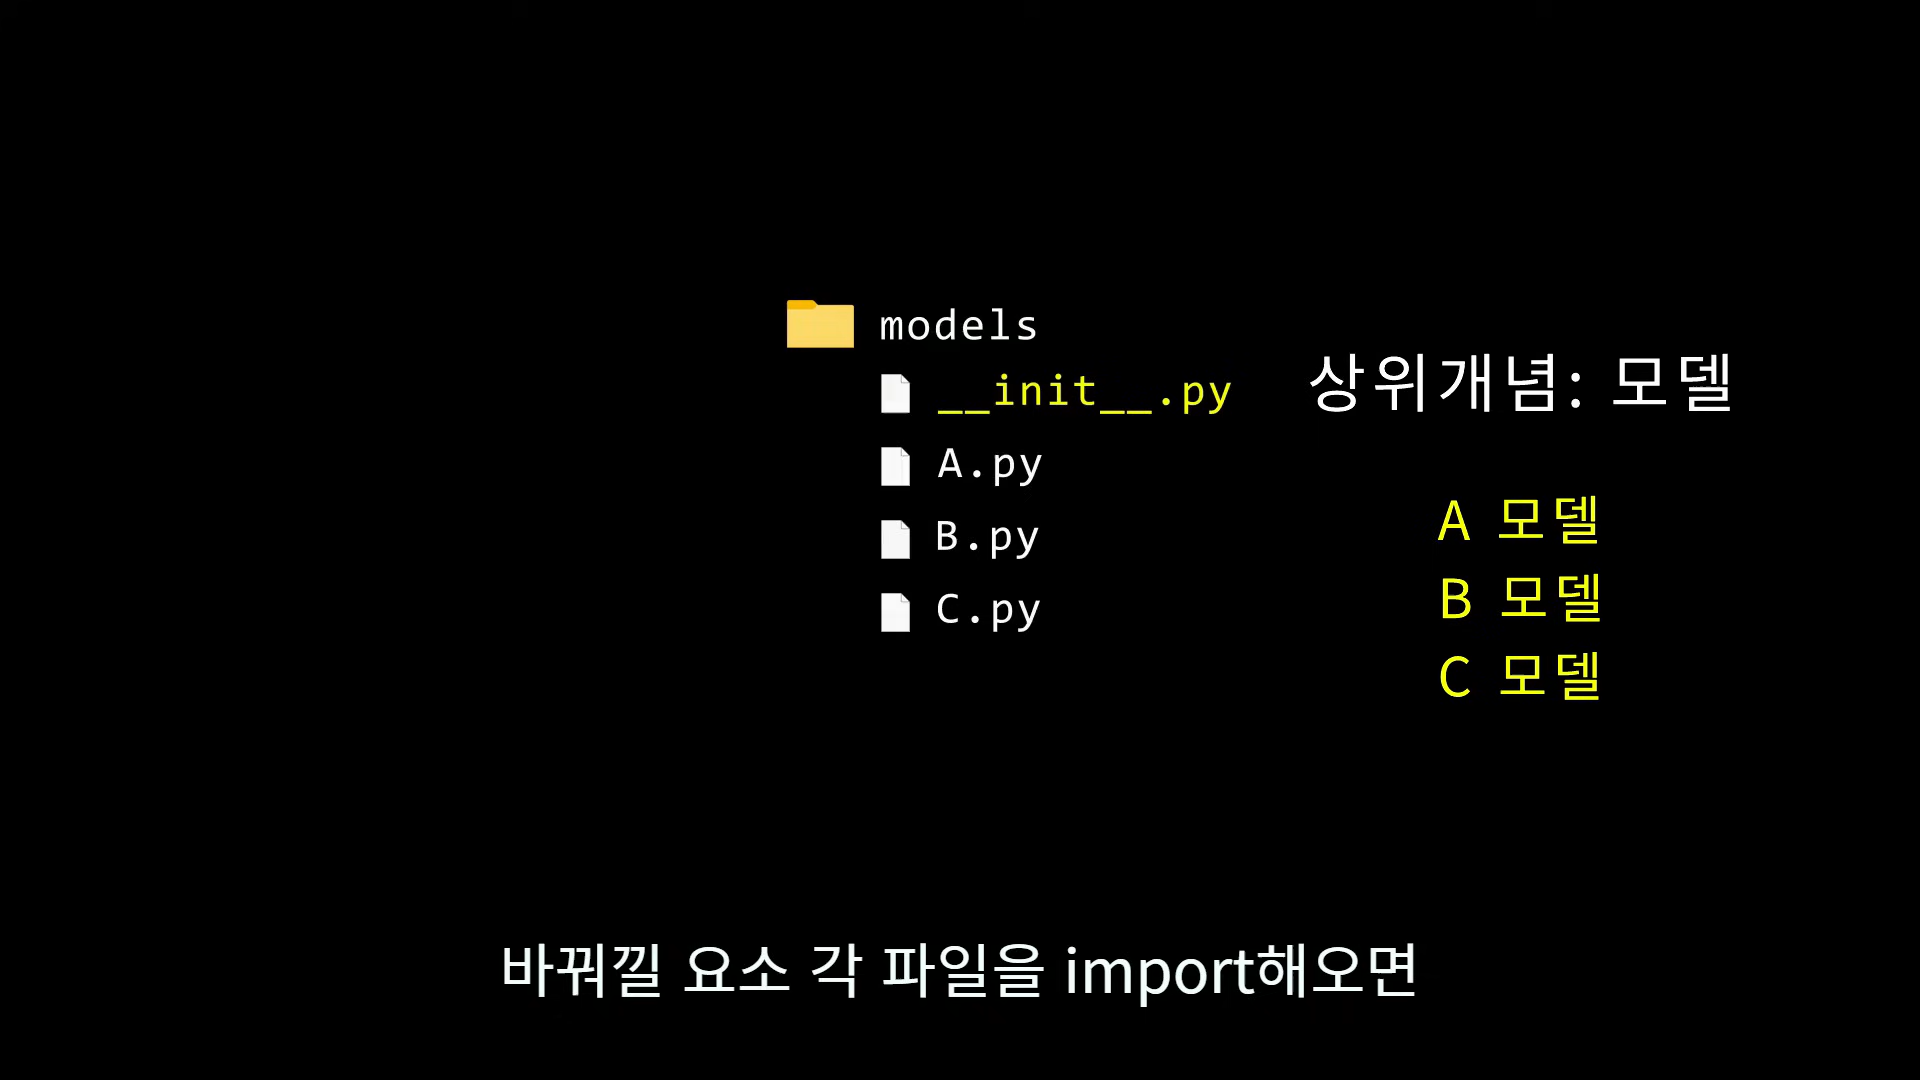 models
__init__.py
A.py
B.py
C.py
상위개념: 모델
A 모델
B 모델
C 모델
바꿔낄 요소 각 파일을 import해오면